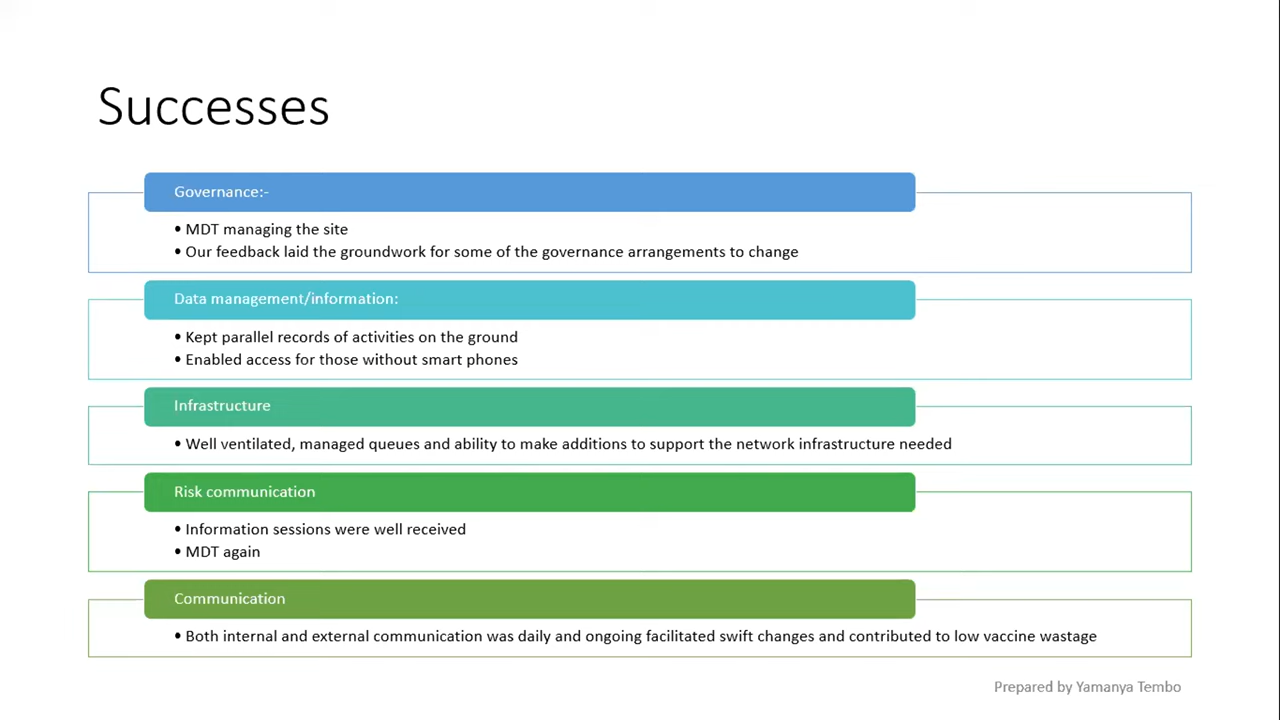 Successes
Governance:-
• MDT managing the site
• Our feedback laid the groundwork for some of the governance arrangements to change
Data management/information:
• Kept parallel records of activities on the ground
• Enabled access for those without smart phones
Infrastructure
• Well ventilated, managed queues and ability to make additions to support the network infrastructure needed
Risk communication
• Information sessions were well received
• MDT again
Communication
• Both internal and external communication was daily and ongoing facilitated swift changes and contributed to low vaccine wastage
Prepared by Yamanya Tembo